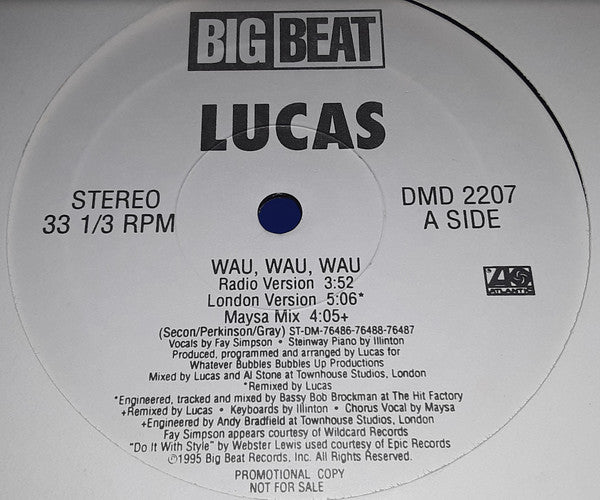 BIG BEAT
LUCAS
STEREO
33 1/3 RPM
DMD 2207
A SIDE
WAU, WAU, WAU
Radio Version 3:52
London Version 5:06*
Maysa Mix 4:05+
ATLANTIC
(Secon/Perkinson/Gray) ST-DM-76486-76488-76487
Vocals by Fay Simpson • Steinway Piano by Illinton
Produced, programmed and arranged by Lucas for
Whatever Bubbles Bubbles Up Productions
Mixed by Lucas and Al Stone at Townhouse Studios, London
*Remixed by Lucas
*Engineered, tracked and mixed by Bassy Bob Brockman at The Hit Factory
+Remixed by Lucas • Keyboards by Illinton • Chorus Vocal by Maysa
+Engineered by Andy Bradfield at Townhouse Studios, London
Fay Simpson appears courtesy of Wildcard Records
"Do It With Style" by Webster Lewis used courtesy of Epic Records
©1995 Big Beat Records, Inc. All Rights Reserved.
PROMOTIONAL COPY
NOT FOR SALE